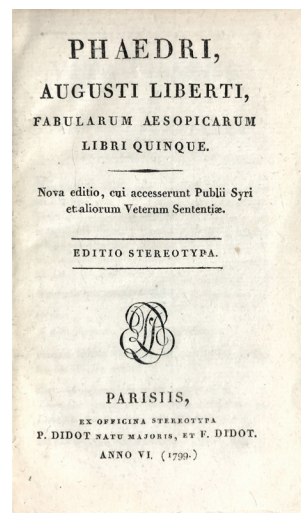 PHAEDRI,
AUGUSTI LIBERTI,
FABULARUM AESOPICARUM
LIBRI QUINQUE.
Nova editio, cui accesserunt Publii Syri
et aliorum Veterum Sententiæ.
EDITIO STEREOTYPA.
PARISIIS,
EX OFFICINA STEREOTYPA
P. DIDOT NATU MAJORIS, ET F. DIDOT.
ANNO VI. (1799.)